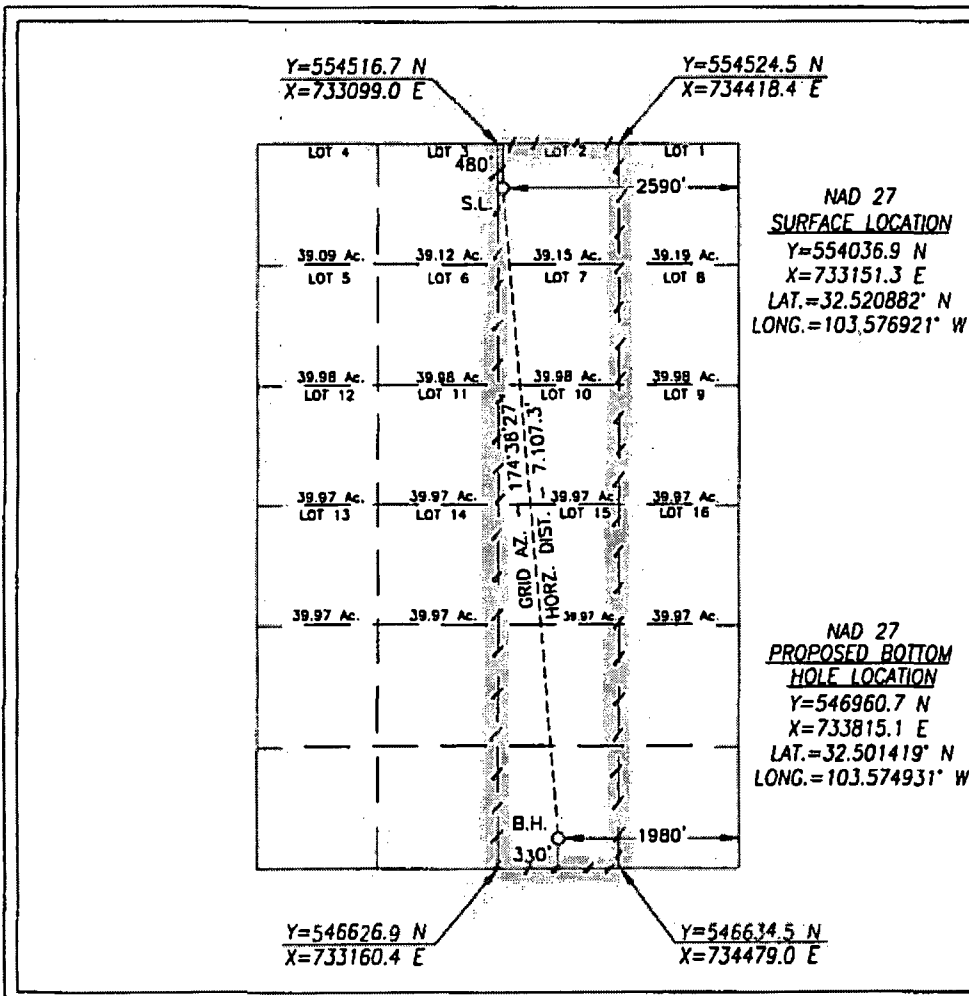 Y=554516.7 N
X=733099.0 E
Y=554524.5 N
X=734418.4 E
LOT 4
LOT 3
LOT 2
LOT 1
480'
2590'
S.L.
NAD 27
SURFACE LOCATION
Y=554036.9 N
X=733151.3 E
LAT.=32.520882° N
LONG.=103.576921° W
39.09 Ac.
39.12 Ac.
39.15 Ac.
39.19 Ac.
LOT 5
LOT 6
LOT 7
LOT 8
39.98 Ac.
39.98 Ac.
39.98 Ac.
39.98 Ac.
LOT 12
LOT 11
LOT 10
LOT 9
GRID AZ. - 174°38'27"
HORZ. DIST. - 7,107.3'
39.97 Ac.
39.97 Ac.
39.97 Ac.
39.97 Ac.
LOT 13
LOT 14
LOT 15
LOT 16
39.97 Ac.
39.97 Ac.
39.97 Ac.
39.97 Ac.
NAD 27
PROPOSED BOTTOM
HOLE LOCATION
Y=546960.7 N
X=733815.1 E
LAT.=32.501419° N
LONG.=103.574931° W
B.H.
1980'
330'
Y=546626.9 N
X=733160.4 E
Y=546634.5 N
X=734479.0 E